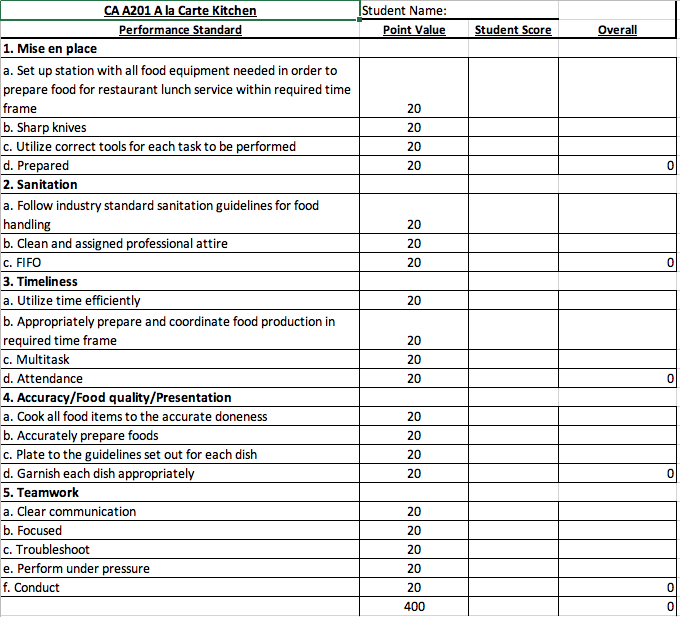 CA A201 A la Carte Kitchen Student Name:
Performance Standard Point Value Student Score Overall
1. Mise en place
a. Set up station with all food equipment needed in order to
prepare food for restaurant lunch service within required time
frame 20
b. Sharp knives 20
c. Utilize correct tools for each task to be performed 20
d. Prepared 20 0
2. Sanitation
a. Follow industry standard sanitation guidelines for food
handling 20
b. Clean and assigned professional attire 20
c. FIFO 20 0
3. Timeliness
a. Utilize time efficiently 20
b. Appropriately prepare and coordinate food production in
required time frame 20
c. Multitask 20
d. Attendance 20 0
4. Accuracy/Food quality/Presentation
a. Cook all food items to the accurate doneness 20
b. Accurately prepare foods 20
c. Plate to the guidelines set out for each dish 20
d. Garnish each dish appropriately 20 0
5. Teamwork
a. Clear communication 20
b. Focused 20
c. Troubleshoot 20
e. Perform under pressure 20
f. Conduct 20 0
400 0